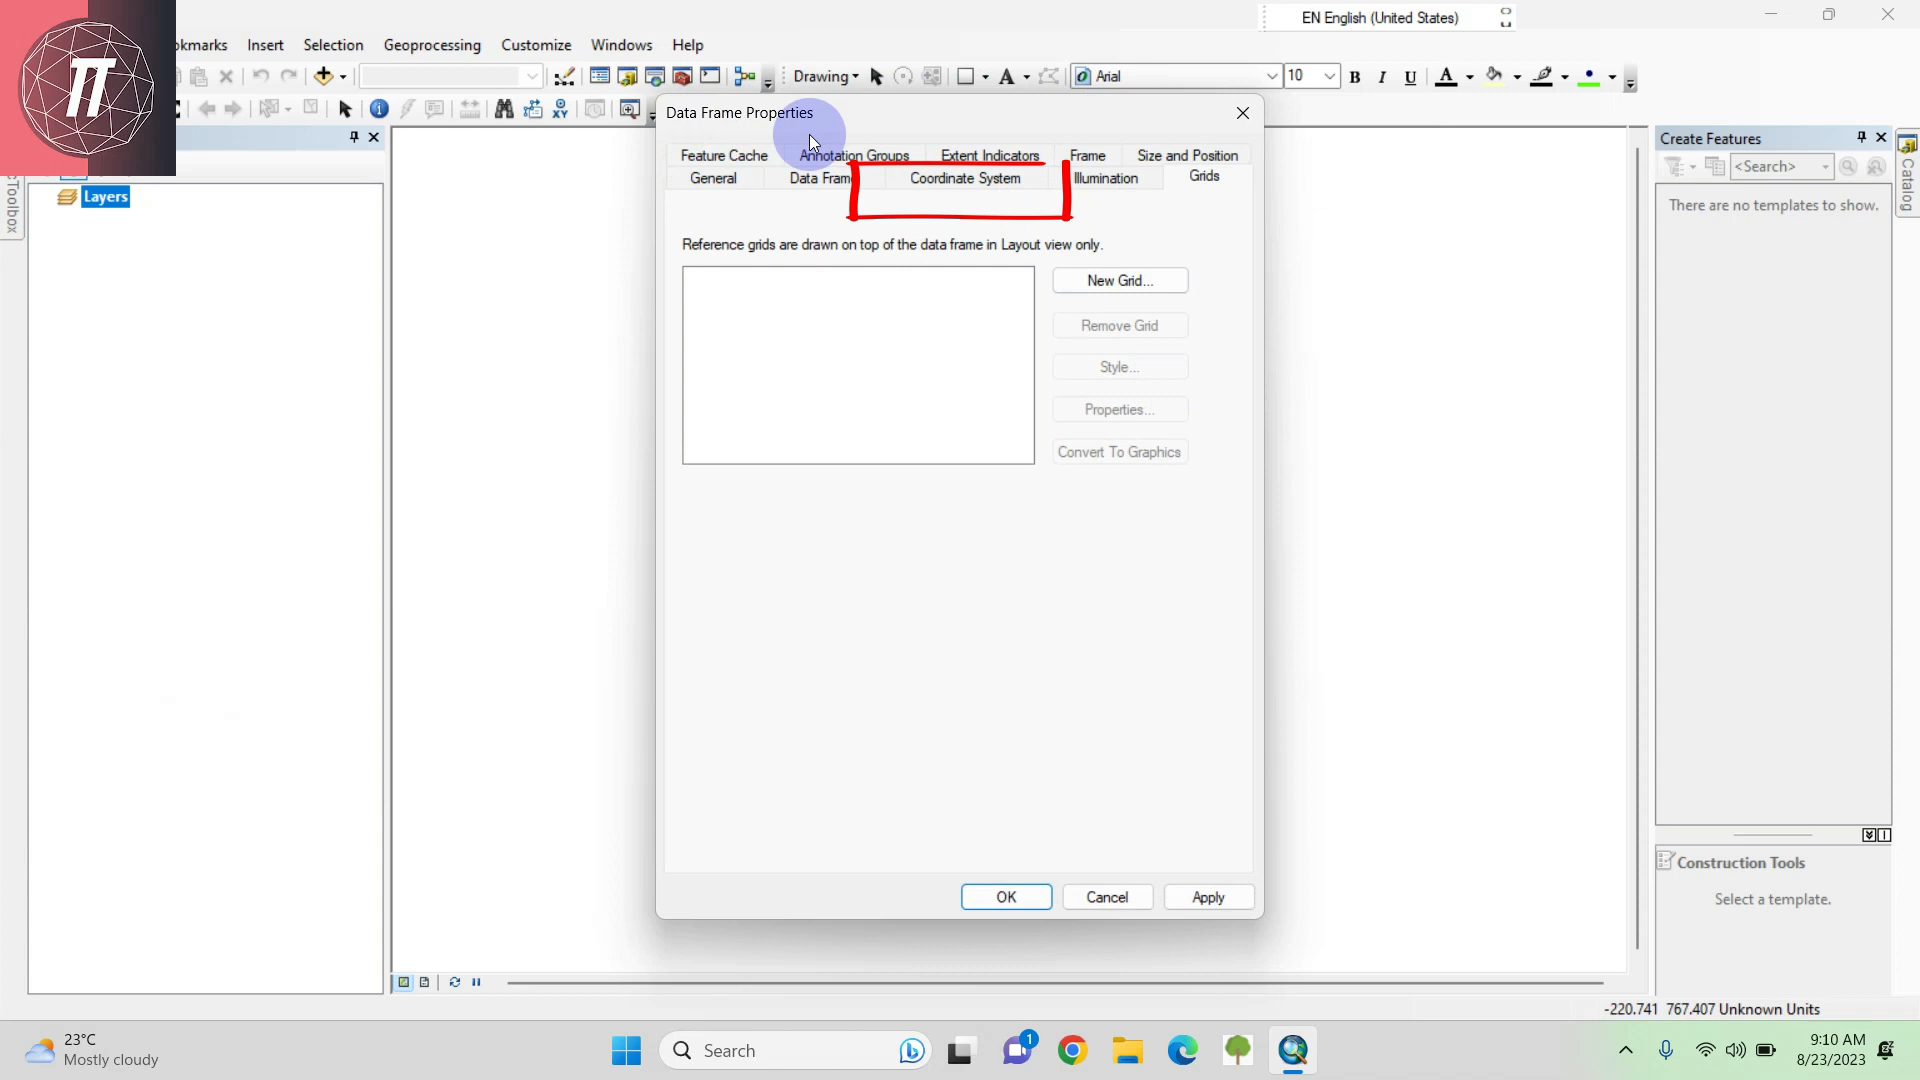 EN English (United States)
okmarks Insert Selection Geoprocessing Customize Windows Help
Drawing Arial 10 B I U A
Data Frame Properties
Feature Cache Annotation Groups Extent Indicators Frame Size and Position
General Data Frame Coordinate System Illumination Grids
Reference grids are drawn on top of the data frame in Layout view only.
New Grid...
Remove Grid
Style...
Properties...
Convert To Graphics
OK Cancel Apply
Layers
cToolbox
Create Features
<Search>
There are no templates to show.
Catalog
Construction Tools
Select a template.
-220.741 767.407 Unknown Units
23°C
Mostly cloudy
Search
1
9:10 AM
8/23/2023